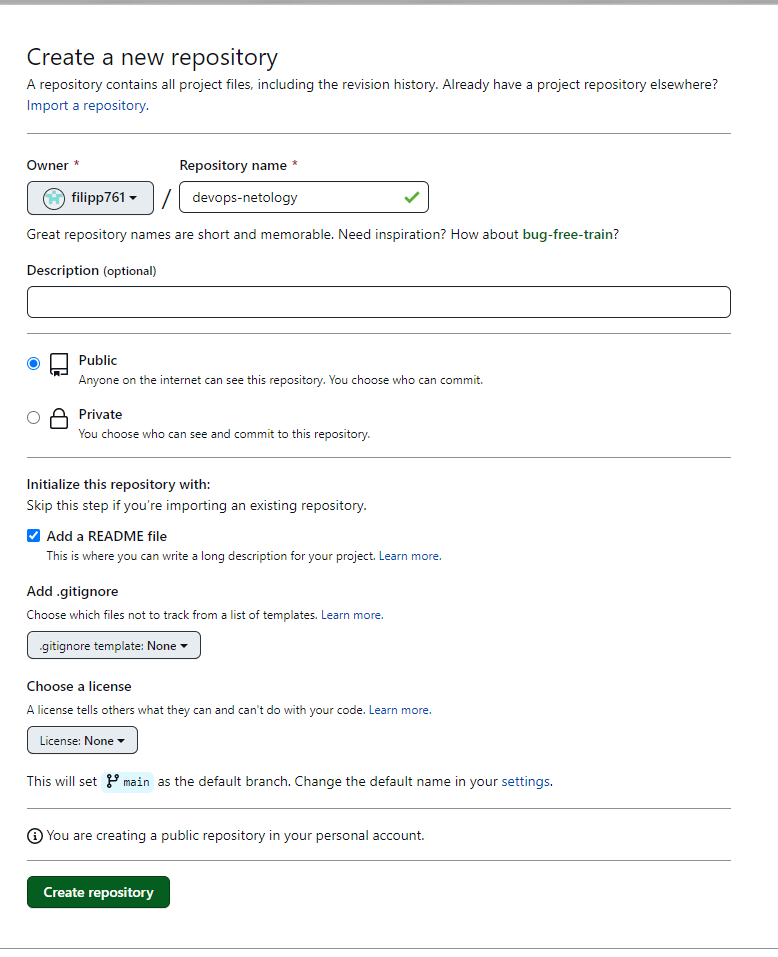 Create a new repository
A repository contains all project files, including the revision history. Already have a project repository elsewhere?
Import a repository.
Owner * Repository name *
filipp761 / devops-netology
Great repository names are short and memorable. Need inspiration? How about bug-free-train?
Description (optional)
Public
Anyone on the internet can see this repository. You choose who can commit.
Private
You choose who can see and commit to this repository.
Initialize this repository with:
Skip this step if you're importing an existing repository.
Add a README file
This is where you can write a long description for your project. Learn more.
Add .gitignore
Choose which files not to track from a list of templates. Learn more.
.gitignore template: None
Choose a license
A license tells others what they can and can't do with your code. Learn more.
License: None
This will set main as the default branch. Change the default name in your settings.
You are creating a public repository in your personal account.
Create repository